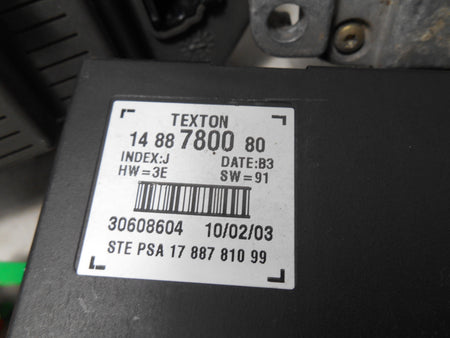 TEXTON
14 88 7800 80
INDEX:J DATE:B3
HW=3E SW=91
30608604 10/02/03
STE PSA 17 887 810 99